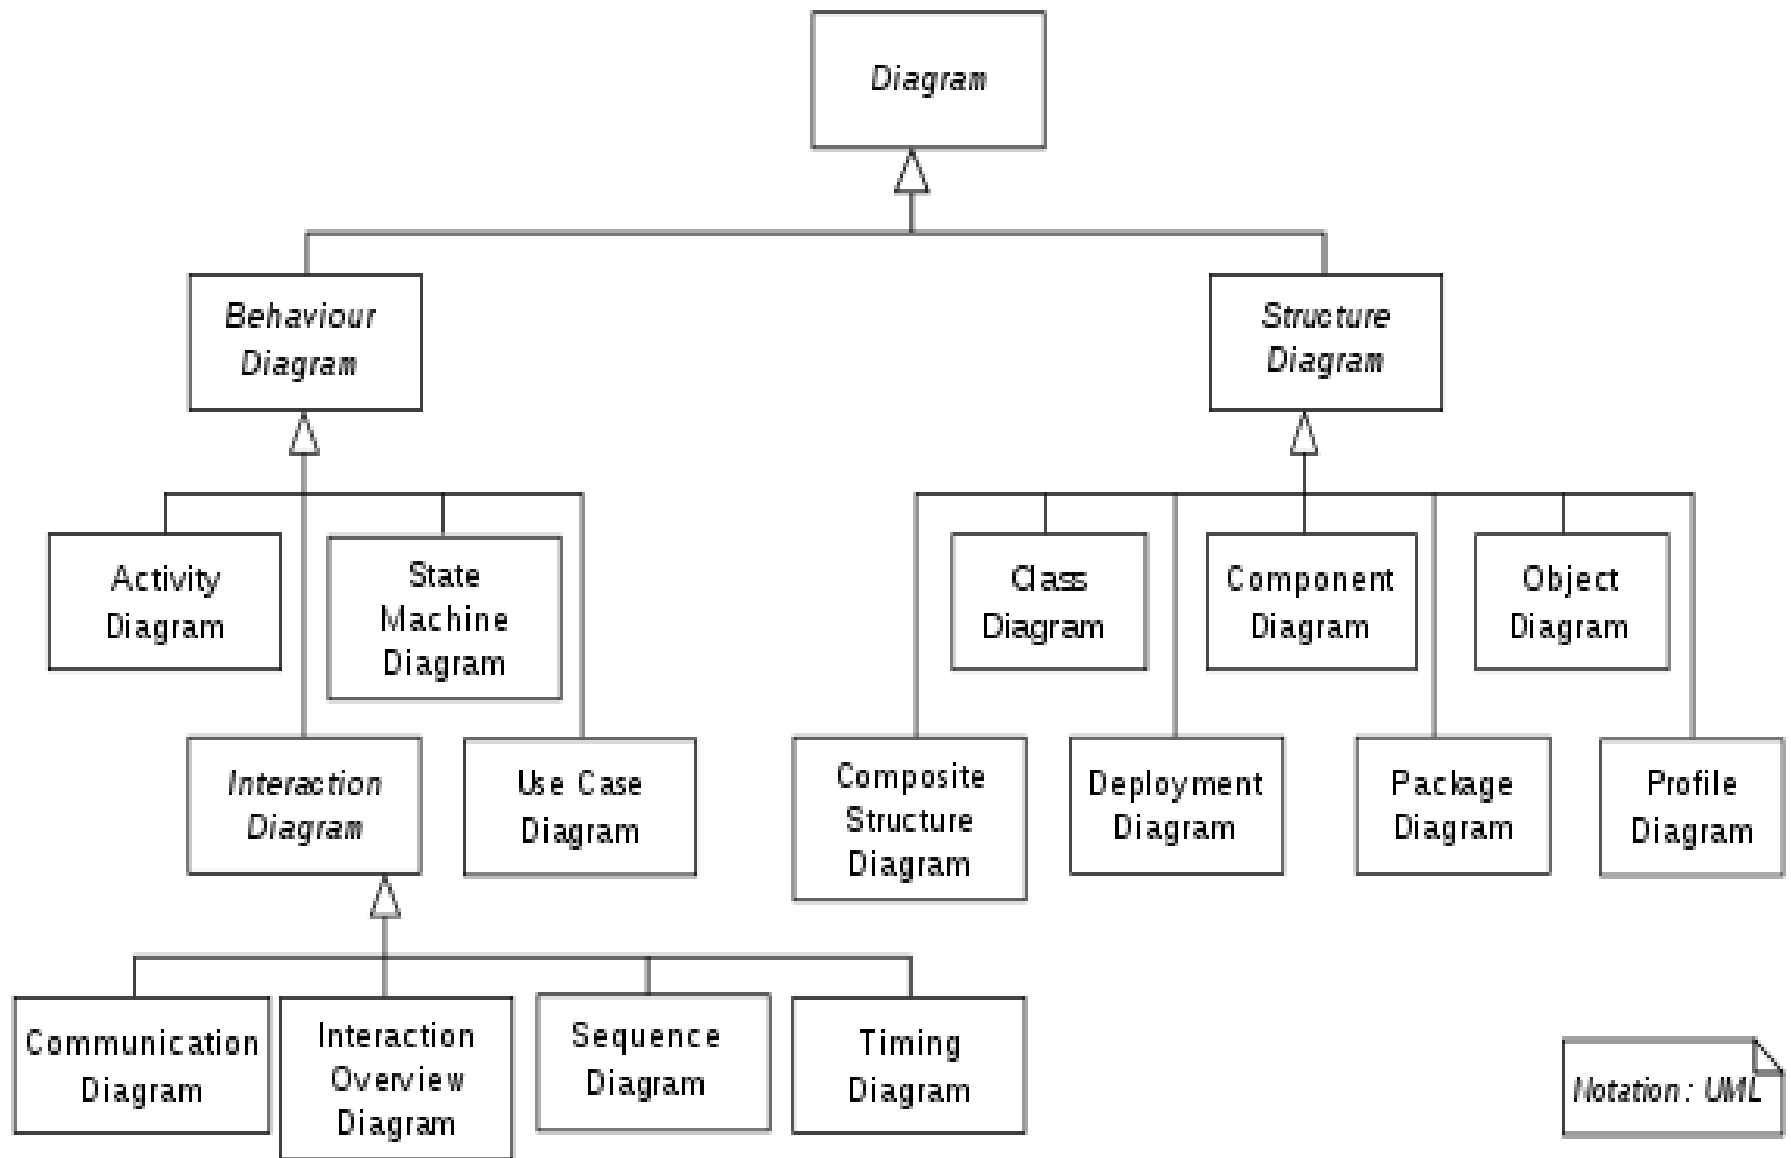 Diagram
Behaviour
Diagram
Structure
Diagram
Activity
Diagram
State
Machine
Diagram
Class
Diagram
Component
Diagram
Object
Diagram
Interaction
Diagram
Use Case
Diagram
Composite
Structure
Diagram
Deployment
Diagram
Package
Diagram
Profile
Diagram
Communication
Diagram
Interaction
Overview
Diagram
Sequence
Diagram
Timing
Diagram
Notation: UML